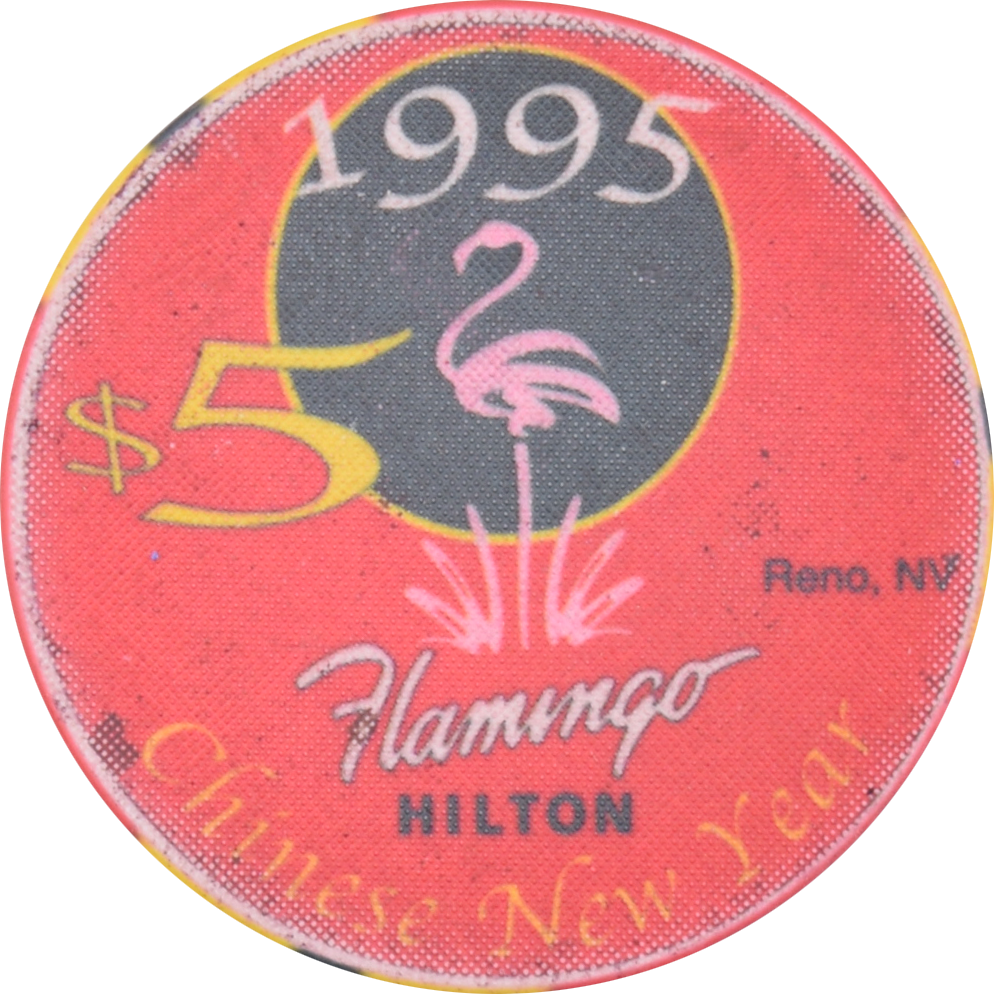 1995
$5
Reno, NV
Flamingo
HILTON
Chinese New Year